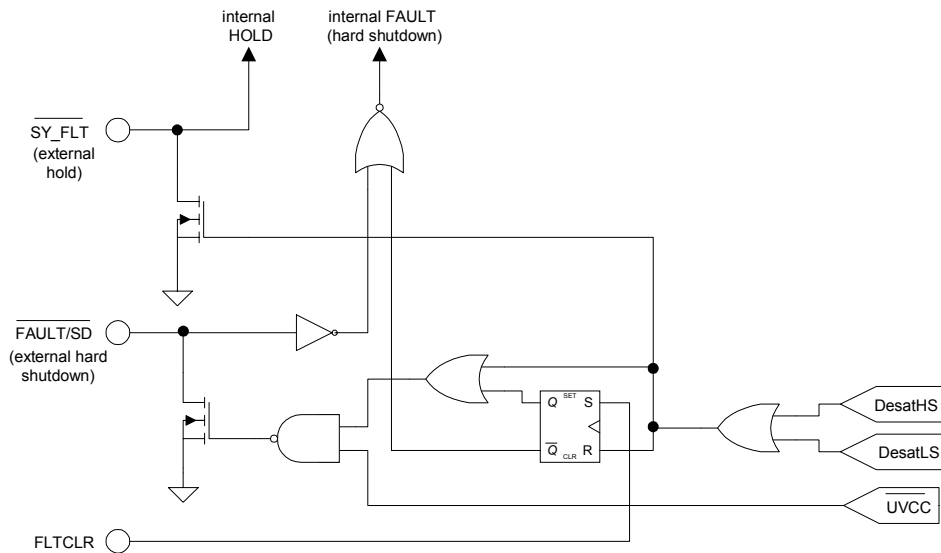 internal
HOLD
internal FAULT
(hard shutdown)
SY_FLT
(external
hold)
FAULT/SD
(external hard
shutdown)
Q SET S
Q CLR R
DesatHS
DesatLS
UVCC
FLTCLR